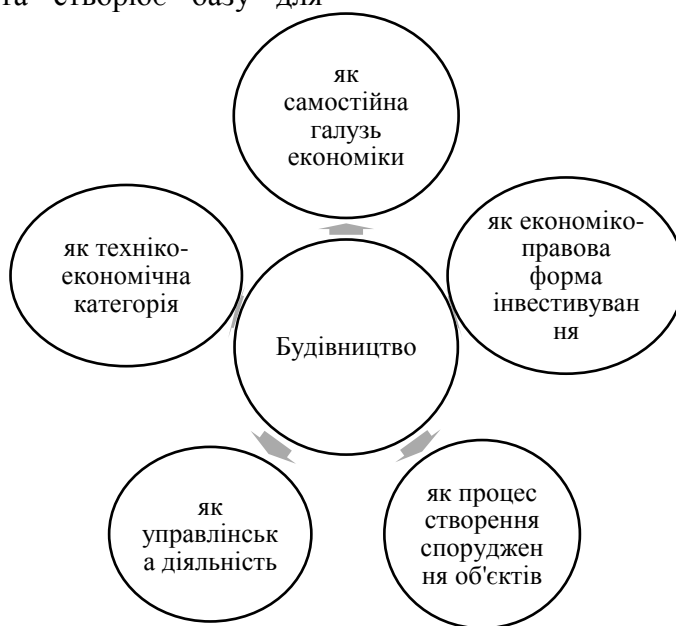 та створює базу для
як
самостійна
галузь
економіки
як техніко-
економічна
категорія
як економіко-
правова
форма
інвестивуван
ня
Будівництво
як
управлінськ
а діяльність
як процес
створення
споруджен
ня об'єктів